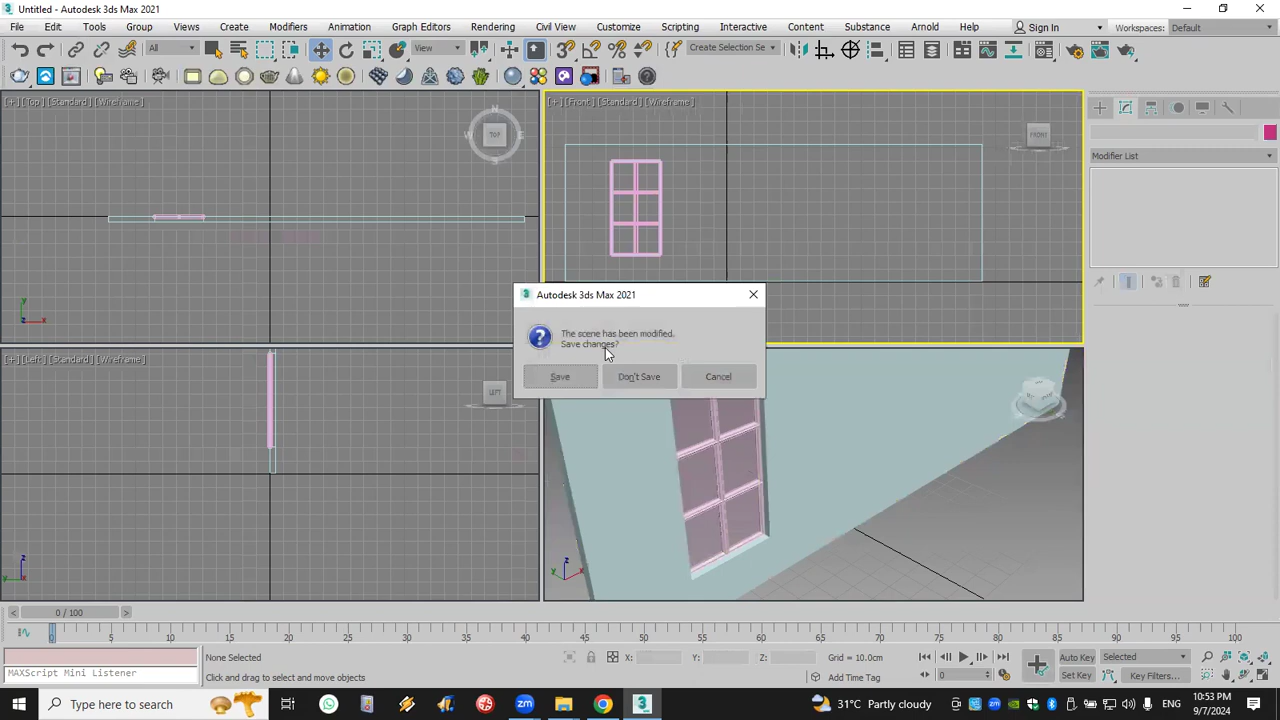 Untitled - Autodesk 3ds Max 2021
File Edit Tools Group Views Create Modifiers Animation Graph Editors Rendering Civil View Customize Scripting Interactive Content Substance Arnold Help Sign In Workspaces: Default
All View Create Selection Se
[+] [Top] [Standard] [Wireframe]
TOP
N
W
E
S
[+] [Front] [Standard] [Wireframe]
FRONT
Modifier List
[+] [Left] [Standard] [Wireframe]
LEFT
Autodesk 3ds Max 2021
The scene has been modified.
Save changes?
Save Don't Save Cancel
y
x
z
y
z
y
x
< 0 / 100 >
0 5 10 15 20 25 30 35 40 45 50 55 60 65 70 75 80 85 90 95 100
None Selected X: Y: Z: Grid = 10.0cm Auto Key Selected
MAXScript Mini Listener Click and drag to select and move objects Add Time Tag 0 Set Key Key Filters...
Type here to search zm 3 31°C Partly cloudy ENG 10:53 PM
9/7/2024